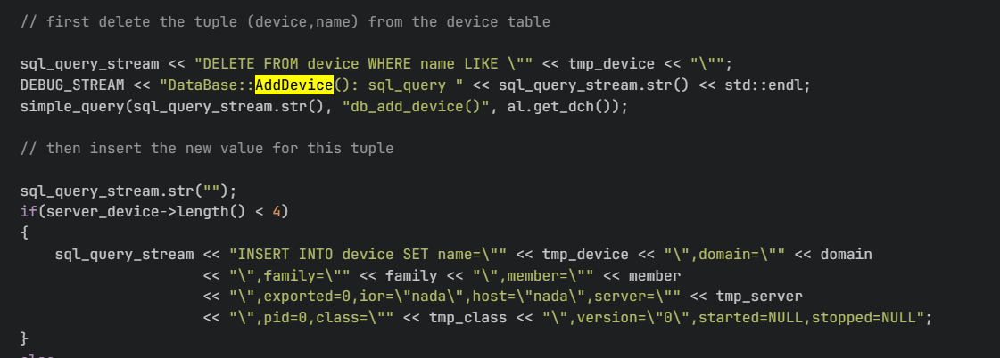 // first delete the tuple (device,name) from the device table
sql_query_stream << "DELETE FROM device WHERE name LIKE \"" << tmp_device << "\"";
DEBUG_STREAM << "DataBase::AddDevice(): sql_query " << sql_query_stream.str() << std::endl;
simple_query(sql_query_stream.str(), "db_add_device()", al.get_dch());
// then insert the new value for this tuple
sql_query_stream.str("");
if(server_device->length() < 4)
{
sql_query_stream << "INSERT INTO device SET name=\"" << tmp_device << "\",domain=\"" << domain
<< "\",family=\"" << family << "\",member=\"" << member
<< "\",exported=0,ior=\"nada\",host=\"nada\",server=\"" << tmp_server
<< "\",pid=0,class=\"" << tmp_class << "\",version=\"0\",started=NULL,stopped=NULL";
}